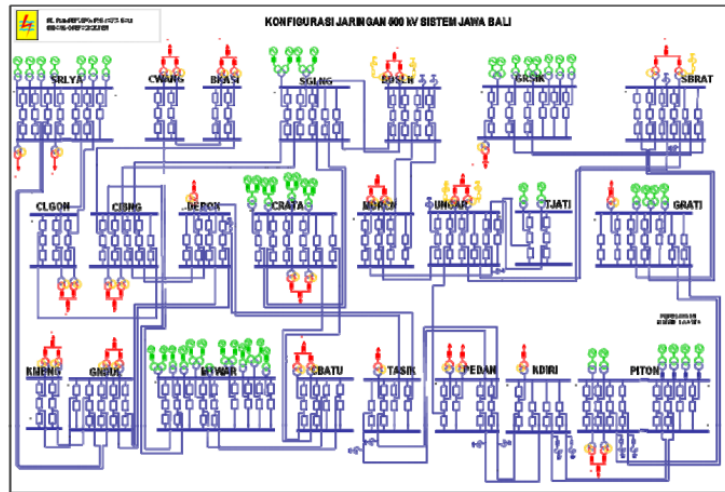 KONFIGURASI JARINGAN 500 kV SISTEM JAWA BALI
SRLYA
CWANG
BKASI
SGLNG
BDSLN
GRSIK
SBRAT
CLGON
CIBNG
DEPOK
CRATA
MDRCN
UNGAR
TJATI
GRATI
KMBNG
GNDUL
MTWAR
CBATU
TASIK
PEDAN
KDIRI
PITON